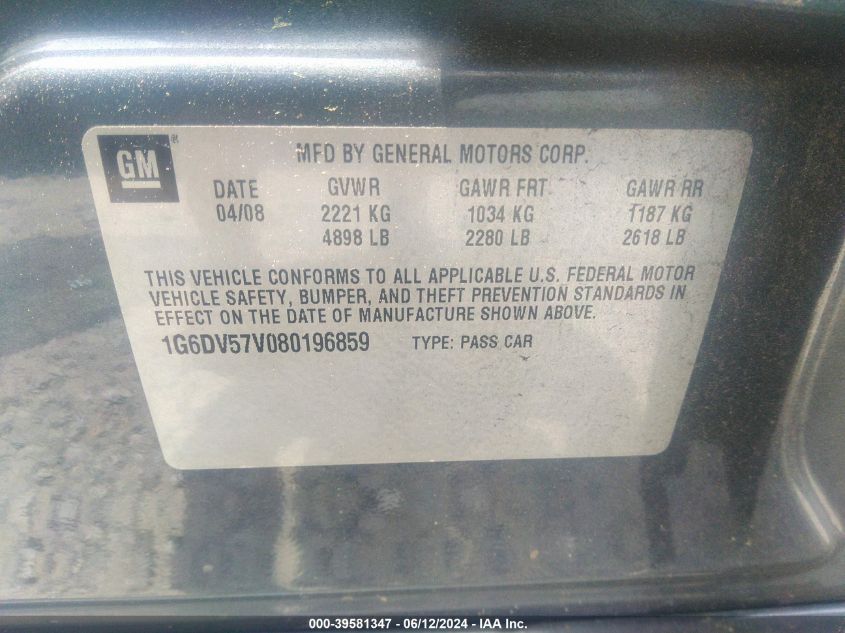 GM®
MFD BY GENERAL MOTORS CORP.
DATE GVWR GAWR FRT GAWR RR
04/08 2221 KG 1034 KG 1187 KG
4898 LB 2280 LB 2618 LB
THIS VEHICLE CONFORMS TO ALL APPLICABLE U.S. FEDERAL MOTOR
VEHICLE SAFETY, BUMPER, AND THEFT PREVENTION STANDARDS IN
EFFECT ON THE DATE OF MANUFACTURE SHOWN ABOVE.
1G6DV57V080196859 TYPE: PASS CAR
000-39581347 - 06/12/2024 - IAA Inc.